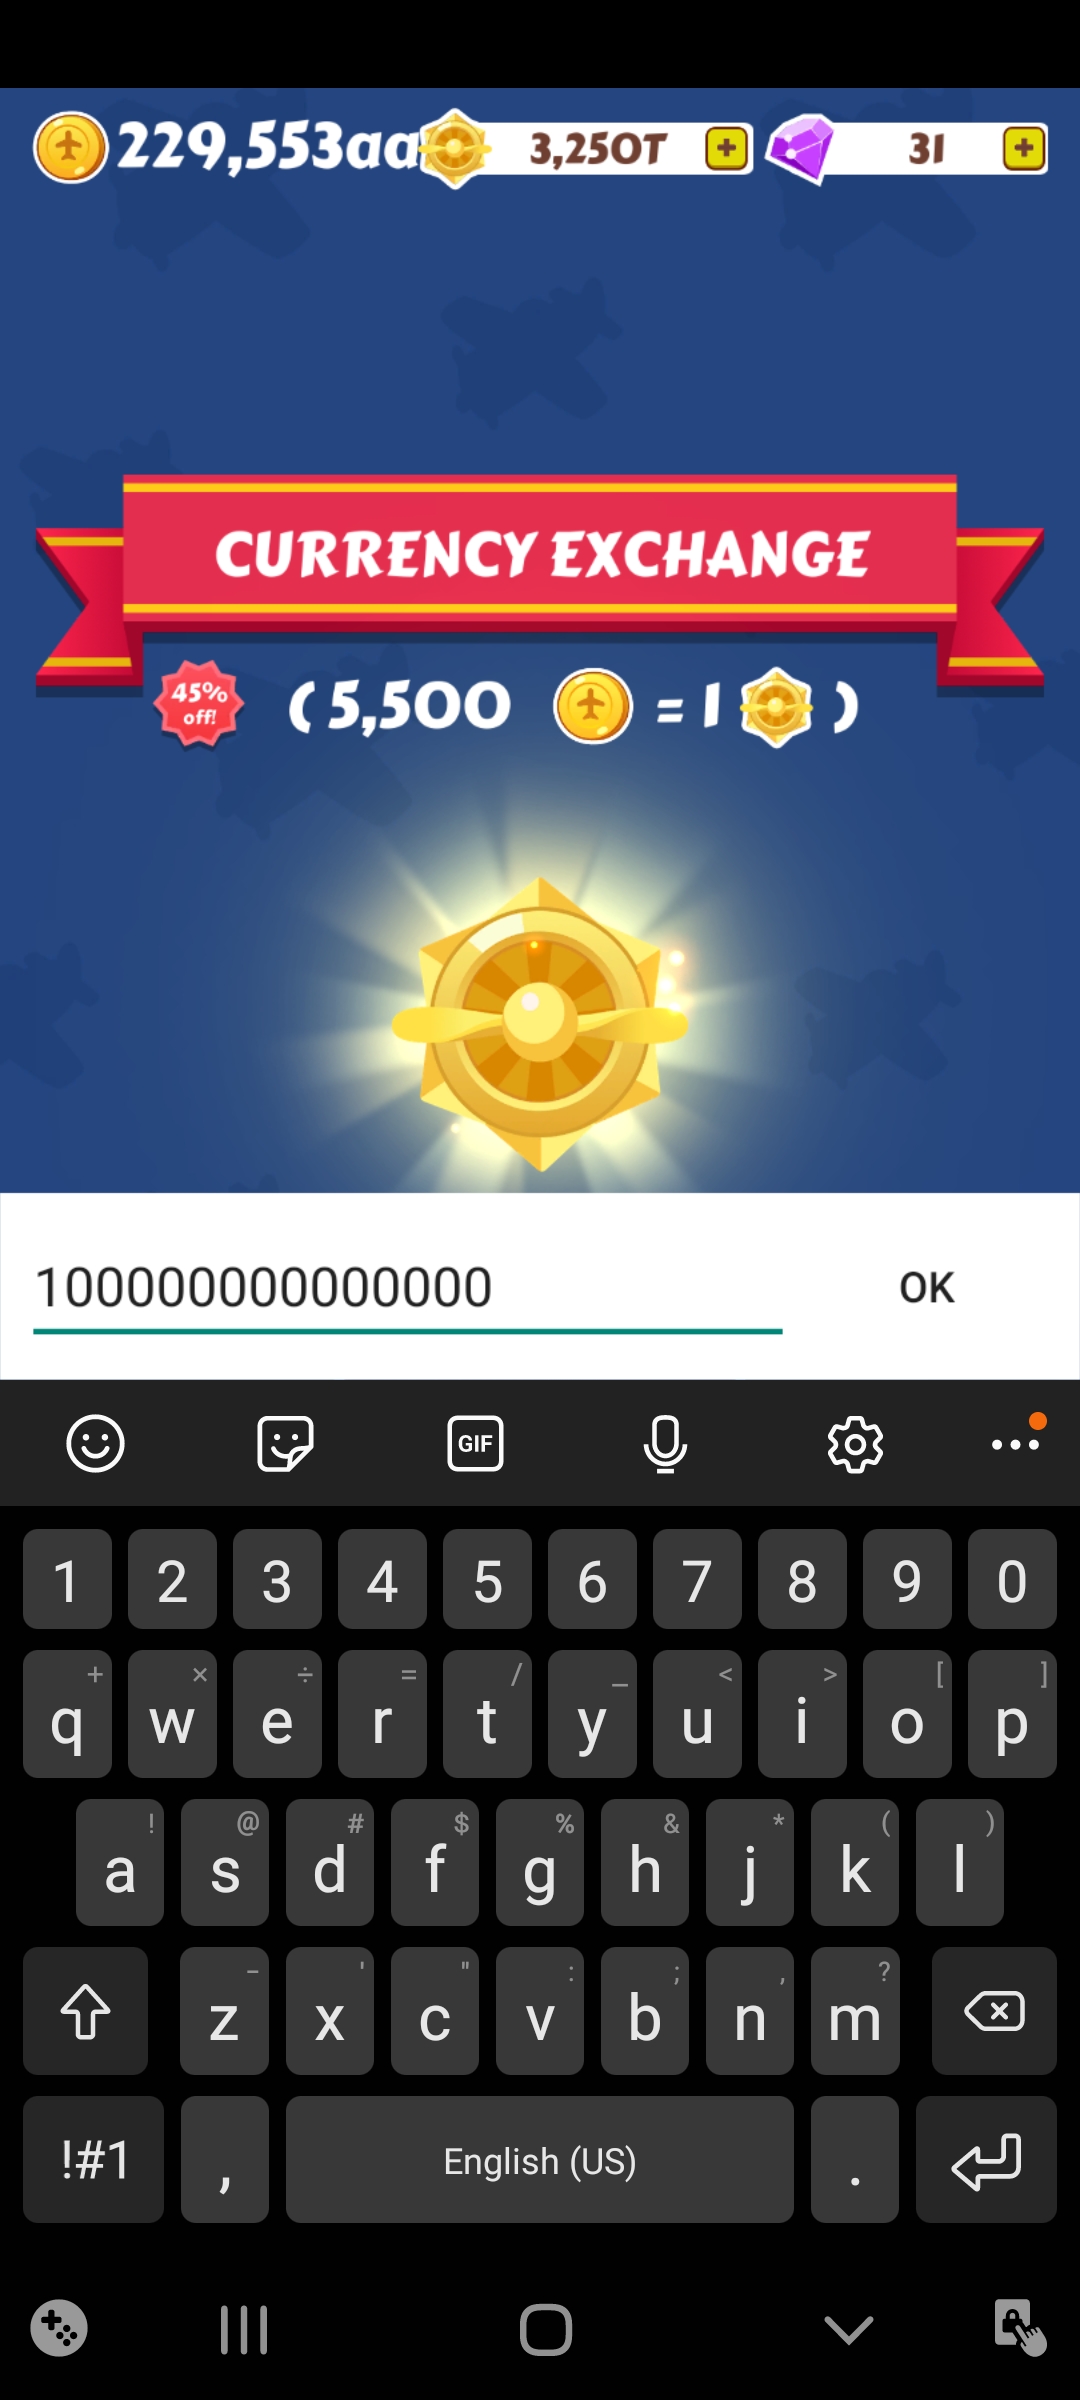 229,553aa 3,250T + 31 +
CURRENCY EXCHANGE
45% off! ( 5,500 = 1 )
100000000000000 OK
GIF
1 2 3 4 5 6 7 8 9 0
+ × ÷ = / _ < > [ ]
q w e r t y u i o p
! @ # $ % & * ( )
a s d f g h j k l
- ' " : ; , ?
z x c v b n m
!#1 , English (US) .